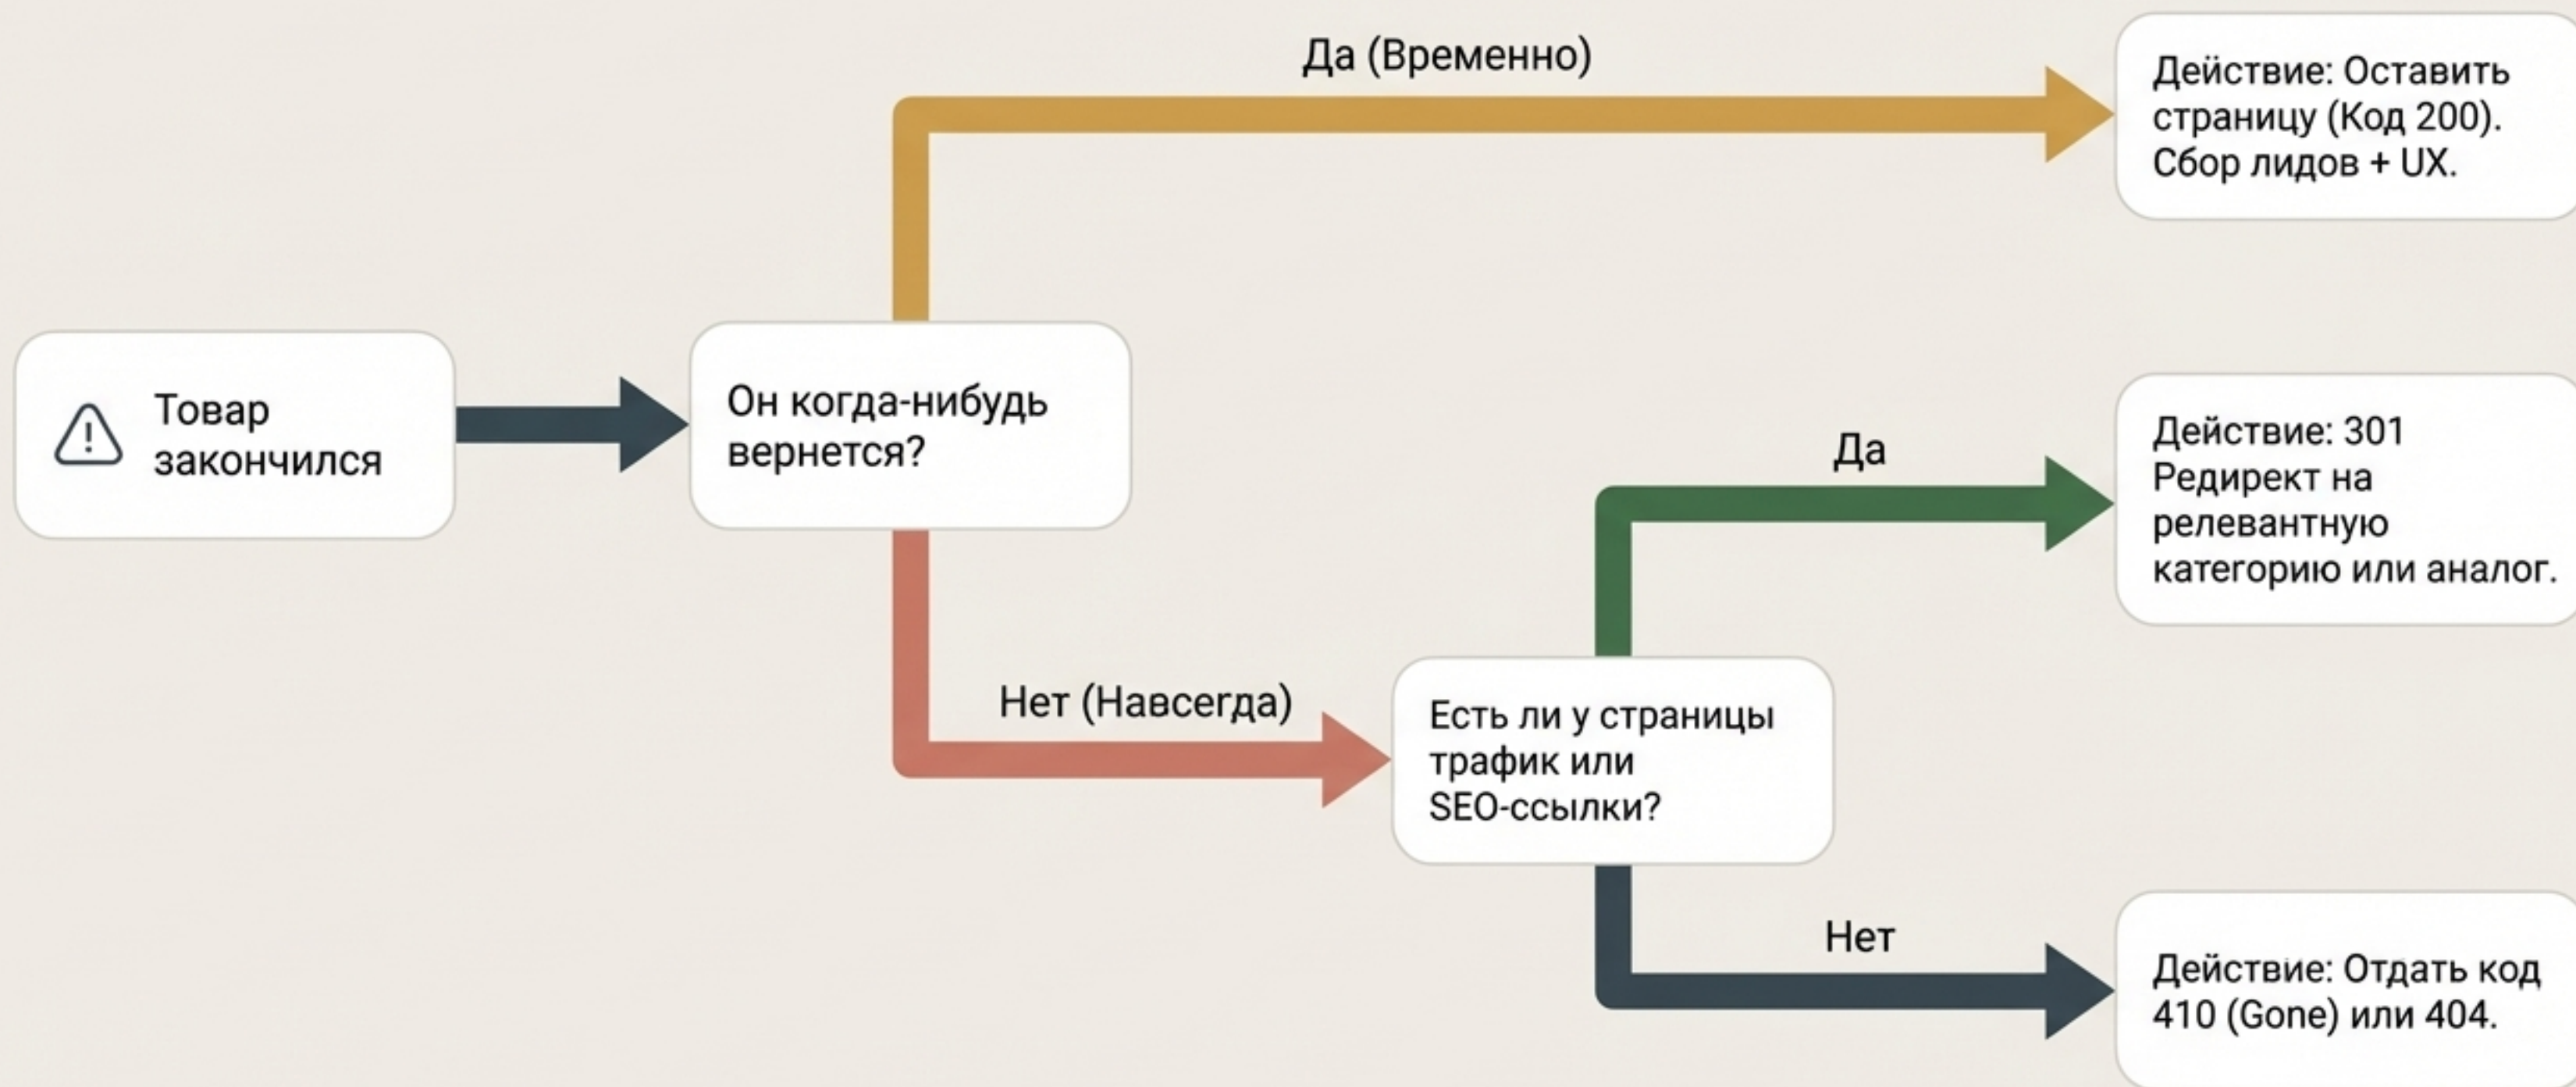 Да (Временно)
Действие: Оставить
страницу (Код 200).
Сбор лидов + UX.
Товар
закончился
Он когда-нибудь
вернется?
Да
Действие: 301
Редирект на
релевантную
категорию или аналог.
Нет (Навсегда)
Есть ли у страницы
трафик или
SEO-ссылки?
Нет
Действие: Отдать код
410 (Gone) или 404.